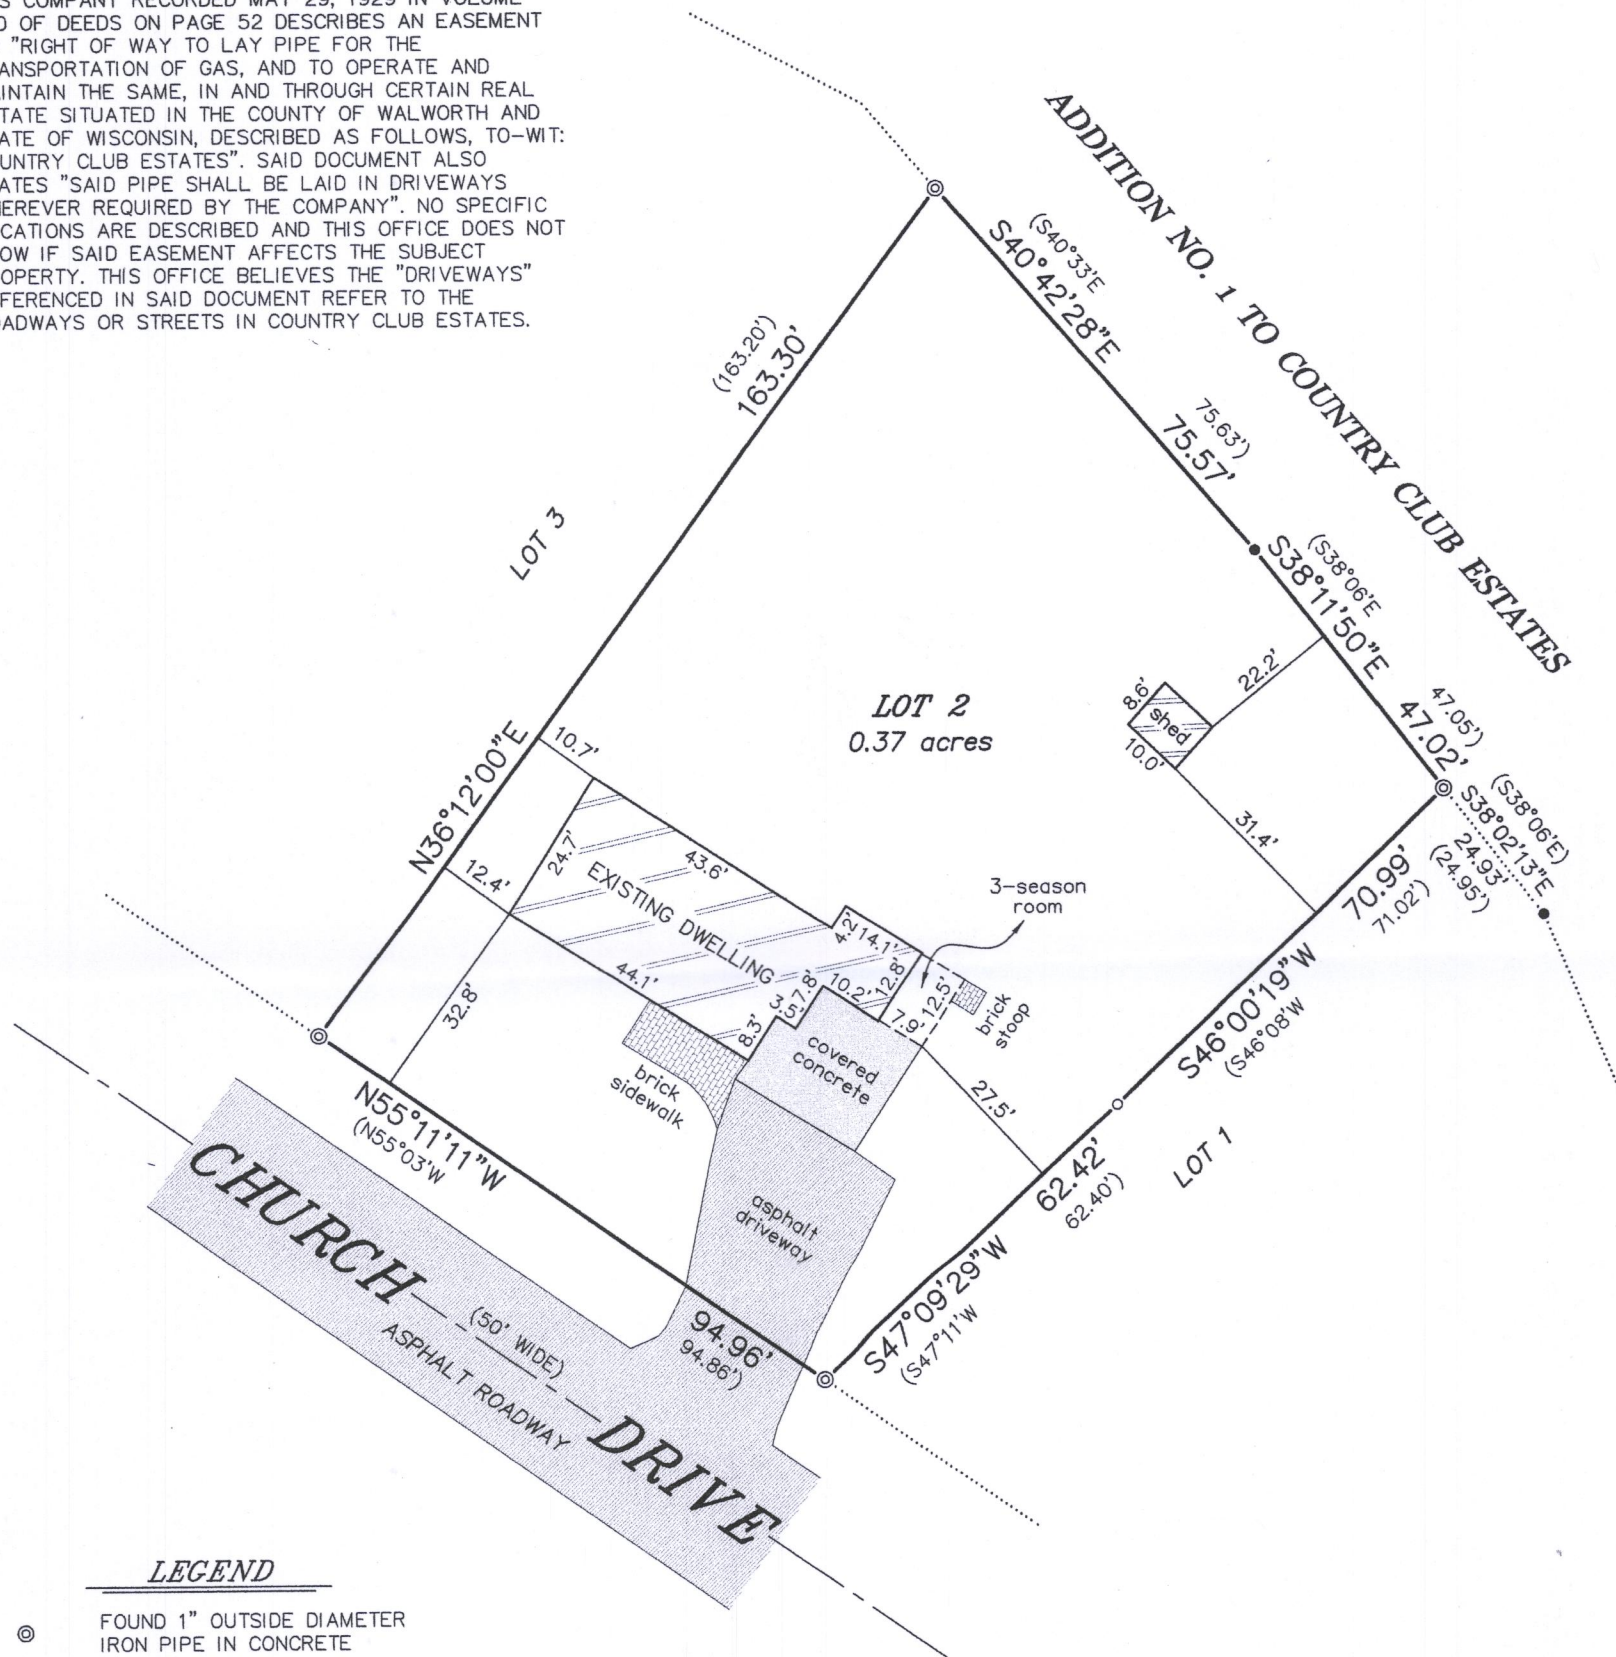 COMPANY RECORDED MAY 29, 1929 IN VOLUME
OF DEEDS ON PAGE 52 DESCRIBES AN EASEMENT
"RIGHT OF WAY TO LAY PIPE FOR THE
ANSPORTATION OF GAS, AND TO OPERATE AND
INTAIN THE SAME, IN AND THROUGH CERTAIN REAL
TATE SITUATED IN THE COUNTY OF WALWORTH AND
ATE OF WISCONSIN, DESCRIBED AS FOLLOWS, TO-WIT:
UNTRY CLUB ESTATES". SAID DOCUMENT ALSO
ATES "SAID PIPE SHALL BE LAID IN DRIVEWAYS
EREVER REQUIRED BY THE COMPANY". NO SPECIFIC
CATIONS ARE DESCRIBED AND THIS OFFICE DOES NOT
OW IF SAID EASEMENT AFFECTS THE SUBJECT
OPERTY. THIS OFFICE BELIEVES THE "DRIVEWAYS"
FERENCED IN SAID DOCUMENT REFER TO THE
ADWAYS OR STREETS IN COUNTRY CLUB ESTATES.
ADDITION NO. 1 TO COUNTRY CLUB ESTATES
(S40°33'E
S40°42'28"E
75.63')
75.57'
(163.20')
163.30'
LOT 3
N36°12'00"E
(S38°06'E
S38°11'50"E
47.05')
47.02'
22.2'
8.6'
shed
10.0'
31.4'
LOT 2
0.37 acres
(S38°06'E)
S38°02'13"E
24.93'
(24.95')
70.99'
71.02')
S46°00'19"W
(S46°08'W
10.7'
12.4'
24.7'
43.6'
EXISTING DWELLING
44.1'
32.8'
4.2'
14.1'
12.8'
10.2'
7.8'
3.5'
8.3'
7.9'
12.5'
3-season
room
brick
stoop
covered
concrete
brick
sidewalk
27.5'
asphalt
driveway
LOT 1
62.42'
62.40')
S47°09'29"W
(S47°11'W
N55°11'11"W
(N55°03'W
94.96'
94.86')
CHURCH
(50' WIDE)
ASPHALT ROADWAY
DRIVE
LEGEND
FOUND 1" OUTSIDE DIAMETER
IRON PIPE IN CONCRETE